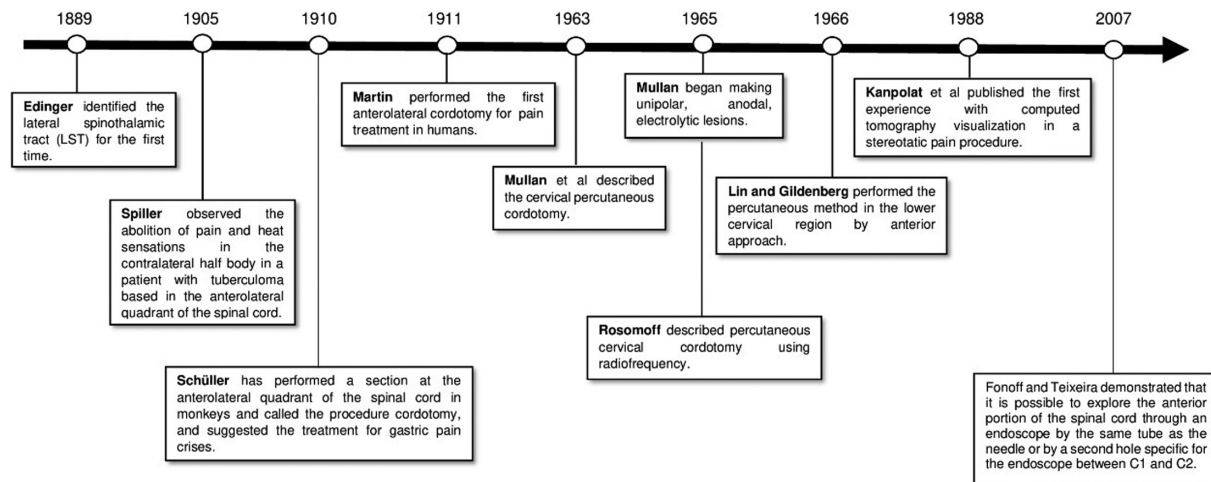 1889 1905 1910 1911 1963 1965 1966 1988 2007
Edinger identified the
lateral spinothalamic
tract (LST) for the first
time.
Spiller observed the
abolition of pain and heat
sensations in the
contralateral half body in a
patient with tuberculoma
based in the anterolateral
quadrant of the spinal cord.
Schüller has performed a section at the
anterolateral quadrant of the spinal cord in
monkeys and called the procedure cordotomy,
and suggested the treatment for gastric pain
crises.
Martin performed the first
anterolateral cordotomy for pain
treatment in humans.
Mullan et al described
the cervical percutaneous
cordotomy.
Mullan began making
unipolar, anodal,
electrolytic lesions.
Rosomoff described percutaneous
cervical cordotomy using
radiofrequency.
Lin and Gildenberg performed the
percutaneous method in the lower
cervical region by anterior
approach.
Kanpolat et al published the first
experience with computed
tomography visualization in a
stereotatic pain procedure.
Fonoff and Teixeira demonstrated that
it is possible to explore the anterior
portion of the spinal cord through an
endoscope by the same tube as the
needle or by a second hole specific for
the endoscope between C1 and C2.